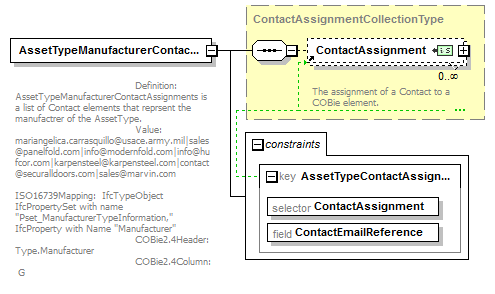 ContactAssignmentCollectionType
AssetTypeManufacturerContac...
ContactAssignment
0..∞
The assignment of a Contact to a
COBie element.
Definition:
AssetTypeManufacturerContactAssignments is
a list of Contact elements that reprsent the
manufactrer of the AssetType.
Value:
mariangelica.carrasquillo@usace.army.mil|sales
@panelfold.com|info@modernfold.com|info@hu
fcor.com|karpensteel@karpensteel.com|contact
@securalldoors.com|sales@marvin.com
ISO16739Mapping: IfcTypeObject
IfcPropertySet with name
"Pset_ManufacturerTypeInformation,"
IfcProperty with Name "Manufacturer"
COBie2.4Header:
Type.Manufacturer
COBie2.4Column:
G
constraints
key AssetTypeContactAssign...
selector ContactAssignment
field ContactEmailReference